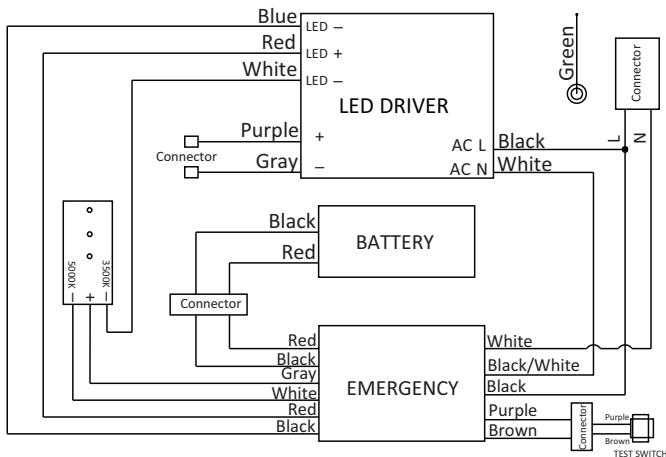 Blue
LED −
Red
LED +
White
LED −
LED DRIVER
Purple
+
Connector
Gray
−
AC L
Black
AC N
White
Green
Connector
L
N
5000K −
+
3500K −
Black
Red
BATTERY
Connector
Red
Black
Gray
White
Red
Black
EMERGENCY
White
Black/White
Black
Purple
Brown
Connector
Purple
Brown
TEST SWITCH